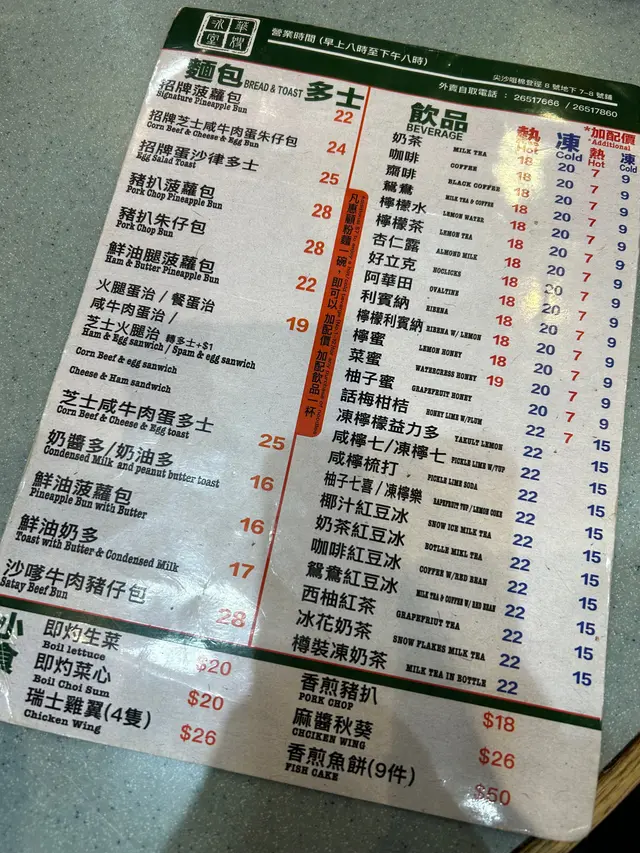 冰室 華嫂
營業時間 (早上八時至下午八時)
尖沙咀棉登徑 8 號地下 7-8 號舖
外賣自取電話 : 26517666 / 26517860
麵包 BREAD & TOAST 多士
招牌菠蘿包 22
Signature Pineapple Bun
招牌芝士咸牛肉蛋朱仔包 24
Corn Beef & Cheese & Egg Bun
招牌蛋沙律多士 25
Egg Salad Toast
豬扒菠蘿包 28
Pork Chop Pineapple Bun
豬扒朱仔包 28
Pork Chop Bun
鮮油腿菠蘿包 22
Ham & Butter Pineapple Bun
火腿蛋治 / 餐蛋治
咸牛肉蛋治 / 19
芝士火腿治 轉多士+$1
Ham & Egg sanwich / Spam & egg sanwich
Corn Beef & egg sanwich
Cheese & Ham sandwich
芝士咸牛肉蛋多士 25
Corn Beef & Cheese & Egg toast
奶醬多/奶油多 16
Condensed Milk and peanut butter toast
鮮油菠蘿包 16
Pineapple Bun with Butter
鮮油奶多 17
Toast with Butter & Condensed Milk
沙嗲牛肉豬仔包 28
Satay Beef Bun
凡惠顧粉麵一碗，即可以 加配價 加配飲品一杯
飲品
BEVERAGE
熱 Hot 凍 Cold *加配價 *Additional 熱 Hot 凍 Cold
奶茶 MILK TEA 18 20 7 9
咖啡 COFFEE 18 20 7 9
齋啡 BLACK COFFEE 18 20 7 9
鴛鴦 MILK TEA & COFFEE 18 20 7 9
檸檬水 LEMON WATER 18 20 7 9
檸檬茶 LEMON TEA 18 20 7 9
杏仁露 ALMOND MILK 18 20 7 9
好立克 HOCLICKS 18 20 7 9
阿華田 OVALTINE 18 20 7 9
利賓納 RIBENA 18 20 7 9
檸檬利賓納 RIBENA W/ LEMON 18 20 7 9
檸蜜 LEMON HONEY 18 20 7 9
菜蜜 WATERCRESS HONEY 18 20 7 9
柚子蜜 GRAPEFRUIT HONEY 19 20 7 9
話梅柑桔 HONEY LIME W/PLUM 22 15
凍檸檬益力多 YAKULT LEMON 22 15
咸檸七/凍檸七 PICKLE LIME W/7UP 22 15
咸檸梳打 PICKLE LIME SODA 22 15
柚子七喜/凍檸樂 RAPEFRUIT 7UP / LEMON COKE 22 15
椰汁紅豆冰 SNOW ICE MILK TEA 22 15
奶茶紅豆冰 BOTLLE MIKL TEA 22 15
咖啡紅豆冰 COFFEE W/RED BEAN 22 15
鴛鴦紅豆冰 MILK TEA & COFFEE W/ RED BEAN 22 15
西柚紅茶 GRAPEFRIUT TEA 22 15
冰花奶茶 SNOW FLAKES MILK TEA 22 15
樽裝凍奶茶 MILK TEA IN BOTTLE 22 15
小食
即灼生菜 $20
Boil lettuce
即灼菜心 $20
Boil Choi Sum
瑞士雞翼(4隻) $26
Chicken Wing
香煎豬扒 $18
PORK CHOP
麻醬秋葵 $26
CHCIKEN WING
香煎魚餅(9件) $50
FISH CAKE